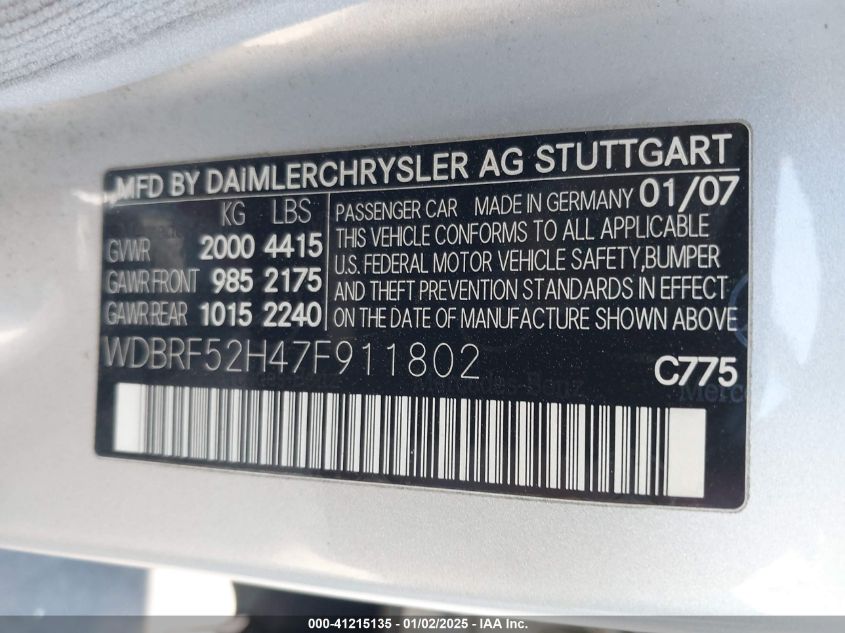 MFD BY DAiMLERCHRYSLER AG STUTTGART
KG LBS
GVWR 2000 4415
GAWR FRONT 985 2175
GAWR REAR 1015 2240
PASSENGER CAR MADE IN GERMANY 01/07
THIS VEHICLE CONFORMS TO ALL APPLICABLE
U.S. FEDERAL MOTOR VEHICLE SAFETY,BUMPER
AND THEFT PREVENTION STANDARDS IN EFFECT
ON THE DATE OF MANUFACTURE SHOWN ABOVE
WDBRF52H47F911802
C775
Mercedes-Benz
000-41215135 - 01/02/2025 - IAA Inc.